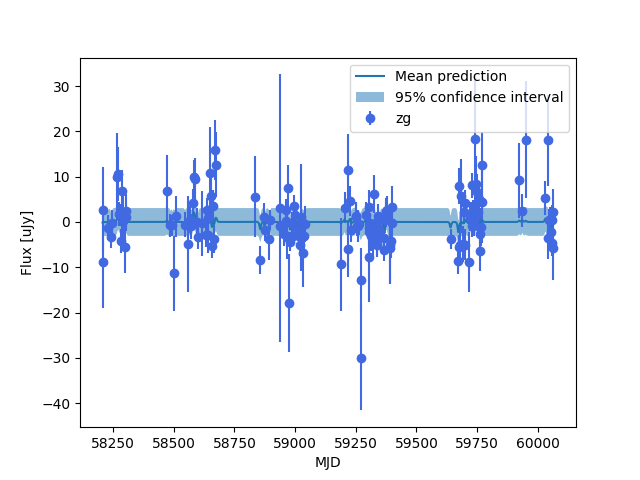 Mean prediction
95% confidence interval
zg
Flux [uJy]
30
20
10
0
−10
−20
−30
−40
58250 58500 58750 59000 59250 59500 59750 60000
MJD